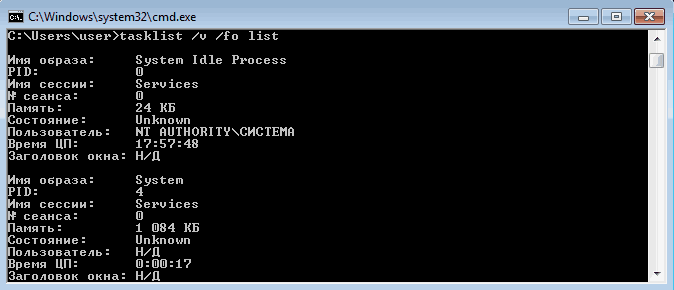 C:\Windows\system32\cmd.exe
C:\Users\user>tasklist /v /fo list
Имя образа: System Idle Process
PID: 0
Имя сессии: Services
№ сеанса: 0
Память: 24 КБ
Состояние: Unknown
Пользователь: NT AUTHORITY\СИСТЕМА
Время ЦП: 17:57:48
Заголовок окна: Н/Д
Имя образа: System
PID: 4
Имя сессии: Services
№ сеанса: 0
Память: 1 084 КБ
Состояние: Unknown
Пользователь: Н/Д
Время ЦП: 0:00:17
Заголовок окна: Н/Д